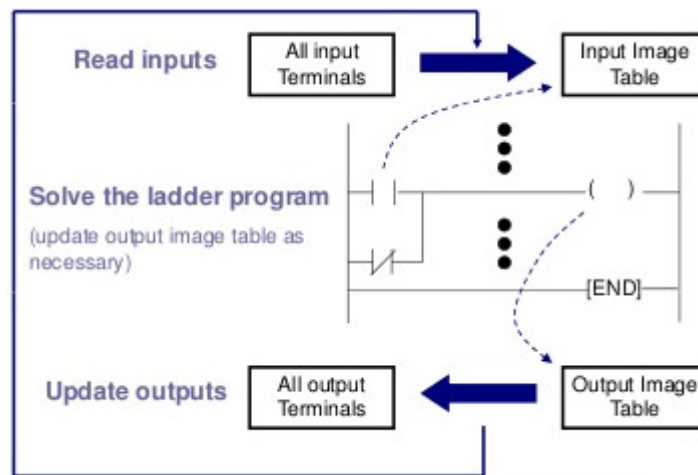 Read inputs
All input
Terminals
Input Image
Table
Solve the ladder program
(update output image table as
necessary)
( )
[END]
Update outputs
All output
Terminals
Output Image
Table